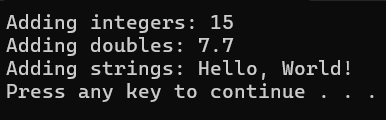 Adding integers: 15
Adding doubles: 7.7
Adding strings: Hello, World!
Press any key to continue . . .